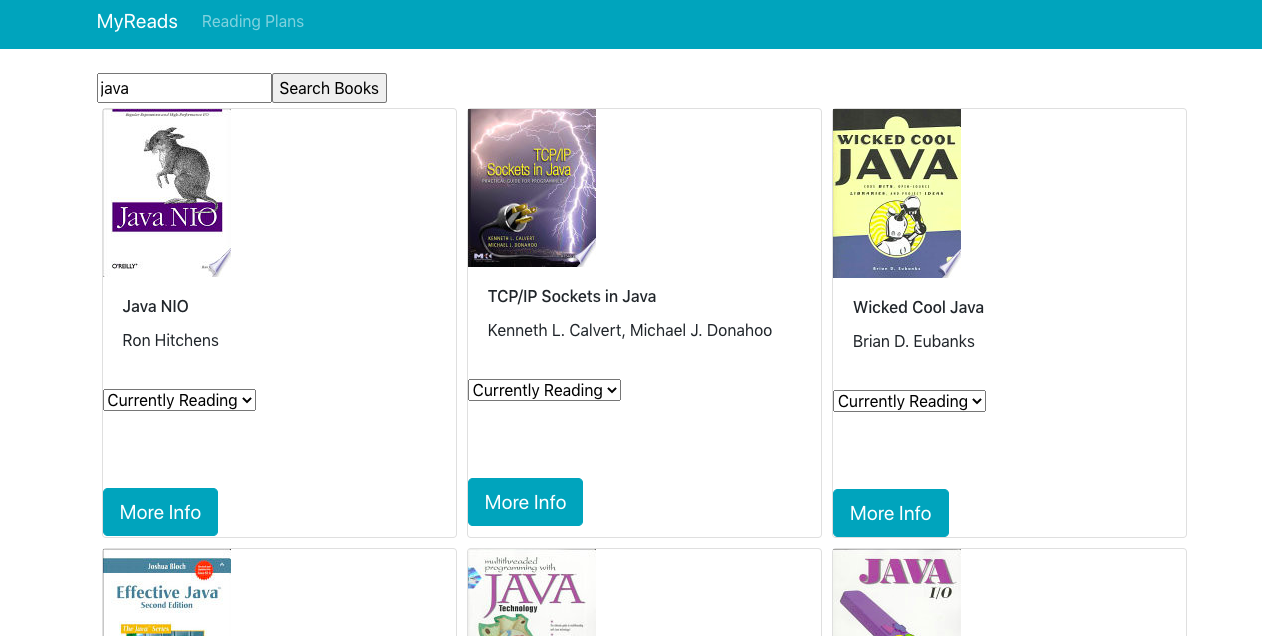 MyReads Reading Plans
java Search Books
Java NIO
O'REILLY
TCP/IP
Sockets in Java
PRACTICAL GUIDE FOR PROGRAMMERS
KENNETH L. CALVERT
MICHAEL J. DONAHOO
WICKED COOL
JAVA
CODE BITS, OPEN-SOURCE
LIBRARIES, AND PROJECT IDEAS
Brian D. Eubanks
Java NIO
Ron Hitchens
Currently Reading
More Info
TCP/IP Sockets in Java
Kenneth L. Calvert, Michael J. Donahoo
Currently Reading
More Info
Wicked Cool Java
Brian D. Eubanks
Currently Reading
More Info
Joshua Bloch
Effective Java
Second Edition
The Java Series
multithreaded
programming with
JAVA
Technology
JAVA
I/O